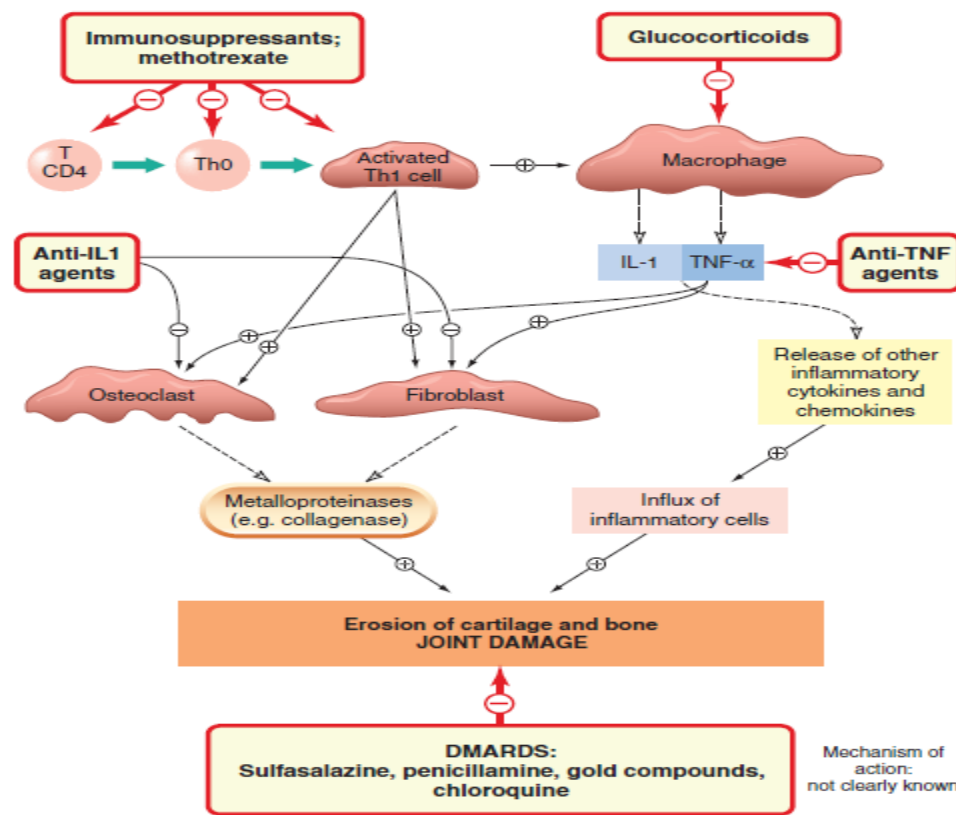 Immunosuppressants;
methotrexate
Glucocorticoids
T
CD4
Th0
Activated
Th1 cell
Macrophage
Anti-IL1
agents
IL-1
TNF-α
Anti-TNF
agents
Osteoclast
Fibroblast
Release of other
inflammatory
cytokines and
chemokines
Metalloproteinases
(e.g. collagenase)
Influx of
inflammatory cells
Erosion of cartilage and bone
JOINT DAMAGE
DMARDS:
Sulfasalazine, penicillamine, gold compounds,
chloroquine
Mechanism of
action:
not clearly known